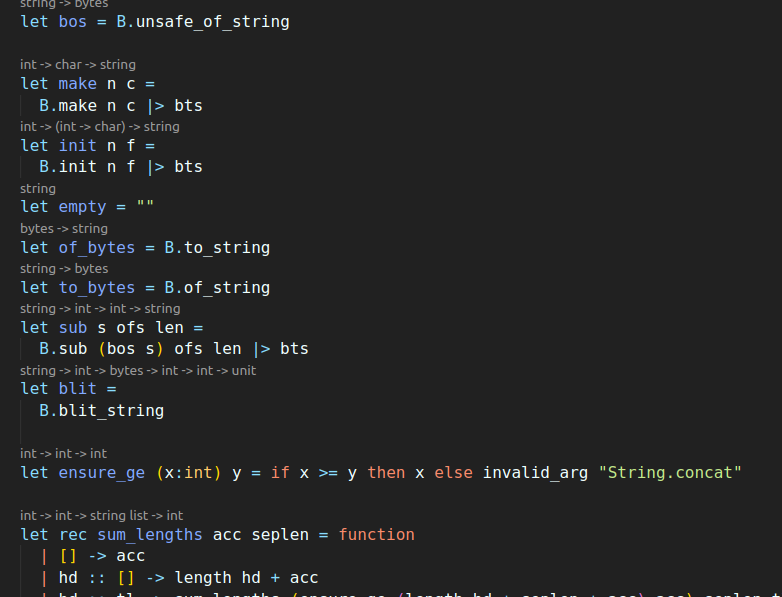 string -> bytes
let bos = B.unsafe_of_string
int -> char -> string
let make n c =
B.make n c |> bts
int -> (int -> char) -> string
let init n f =
B.init n f |> bts
string
let empty = ""
bytes -> string
let of_bytes = B.to_string
string -> bytes
let to_bytes = B.of_string
string -> int -> int -> string
let sub s ofs len =
B.sub (bos s) ofs len |> bts
string -> int -> bytes -> int -> int -> unit
let blit =
B.blit_string
int -> int -> int
let ensure_ge (x:int) y = if x >= y then x else invalid_arg "String.concat"
int -> int -> string list -> int
let rec sum_lengths acc seplen = function
| [] -> acc
| hd :: [] -> length hd + acc